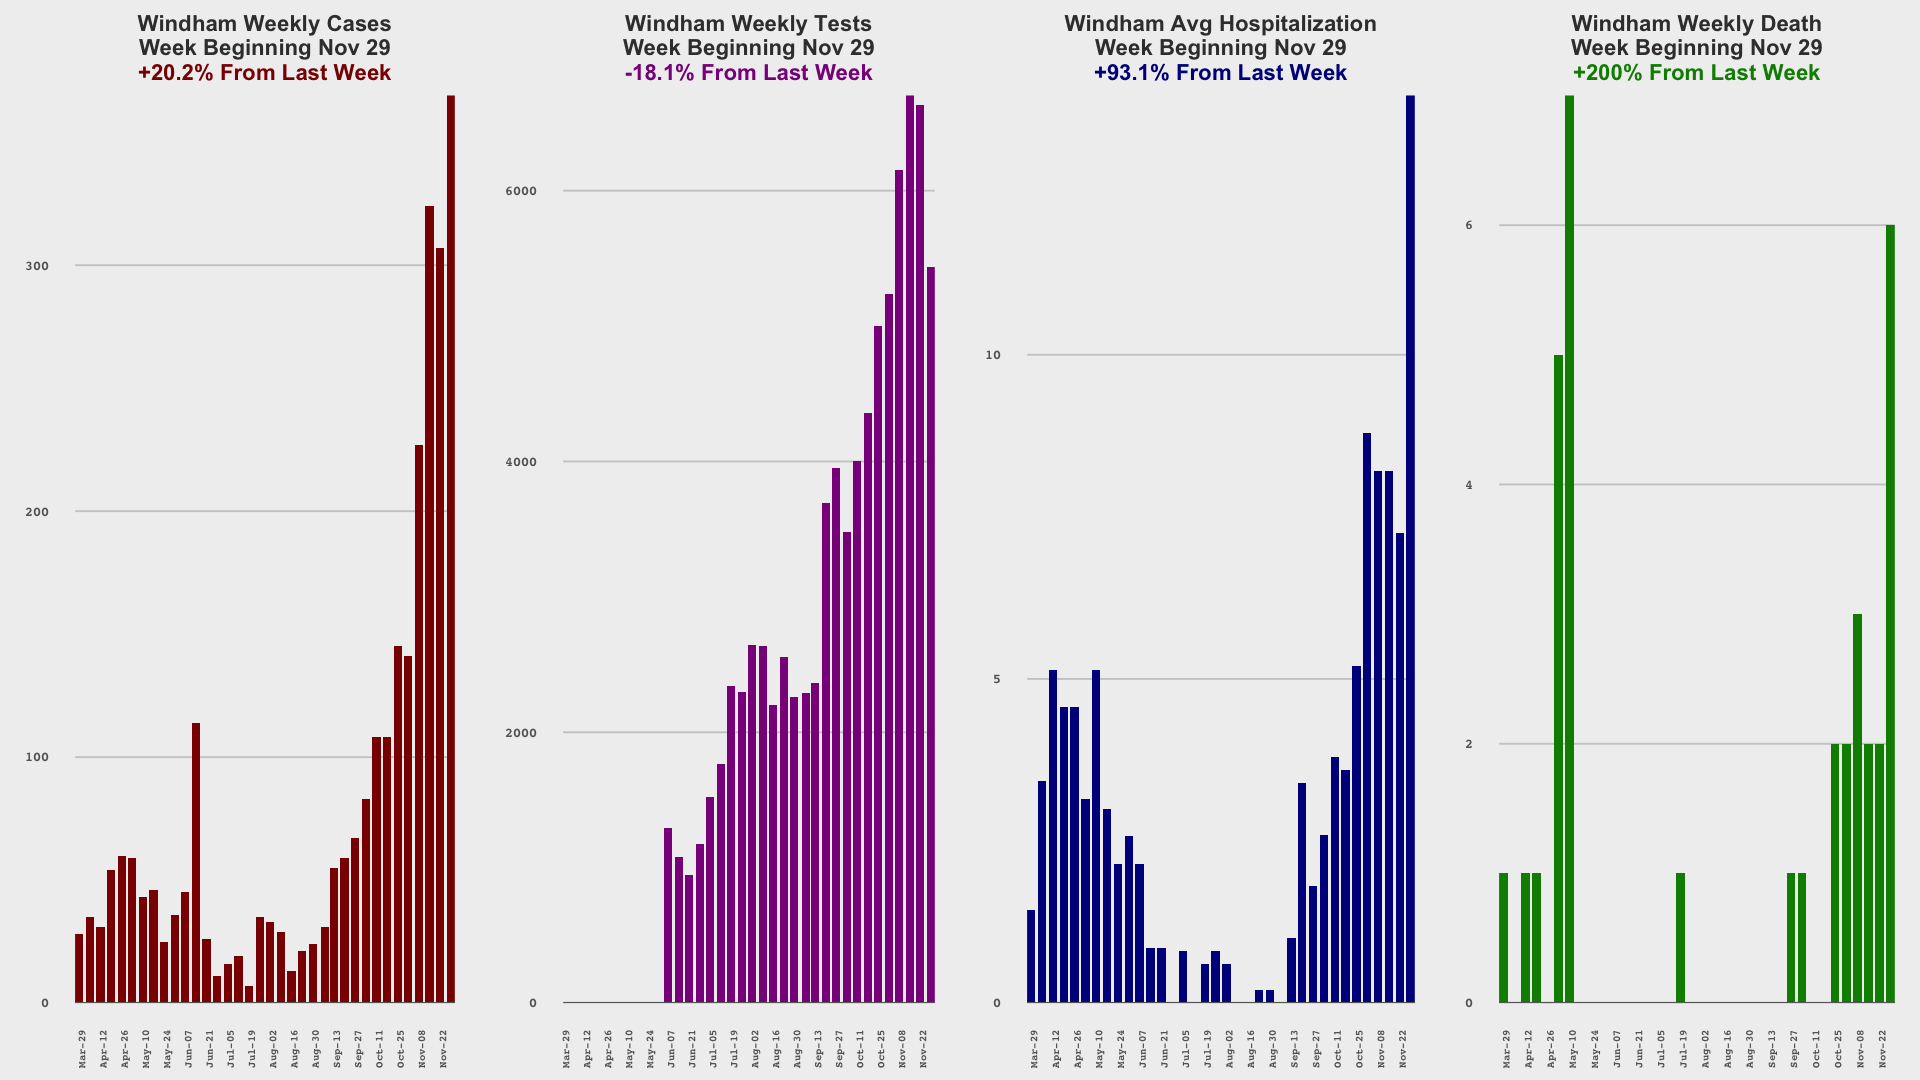 Windham Weekly Cases
Week Beginning Nov 29
+20.2% From Last Week
300
200
100
0
Mar-29
Apr-12
Apr-26
May-10
May-24
Jun-07
Jun-21
Jul-05
Jul-19
Aug-02
Aug-16
Aug-30
Sep-13
Sep-27
Oct-11
Oct-25
Nov-08
Nov-22
Windham Weekly Tests
Week Beginning Nov 29
-18.1% From Last Week
6000
4000
2000
0
Mar-29
Apr-12
Apr-26
May-10
May-24
Jun-07
Jun-21
Jul-05
Jul-19
Aug-02
Aug-16
Aug-30
Sep-13
Sep-27
Oct-11
Oct-25
Nov-08
Nov-22
Windham Avg Hospitalization
Week Beginning Nov 29
+93.1% From Last Week
10
5
0
Mar-29
Apr-12
Apr-26
May-10
May-24
Jun-07
Jun-21
Jul-05
Jul-19
Aug-02
Aug-16
Aug-30
Sep-13
Sep-27
Oct-11
Oct-25
Nov-08
Nov-22
Windham Weekly Death
Week Beginning Nov 29
+200% From Last Week
6
4
2
0
Mar-29
Apr-12
Apr-26
May-10
May-24
Jun-07
Jun-21
Jul-05
Jul-19
Aug-02
Aug-16
Aug-30
Sep-13
Sep-27
Oct-11
Oct-25
Nov-08
Nov-22